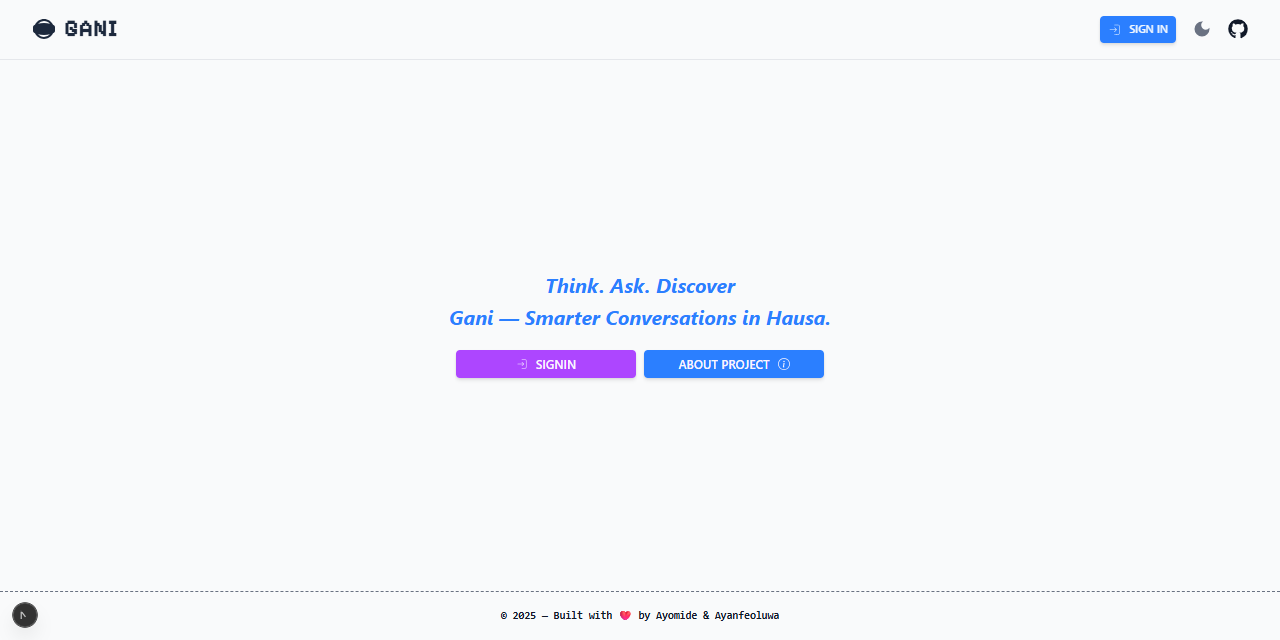 GANI
SIGN IN
Think. Ask. Discover
Gani — Smarter Conversations in Hausa.
SIGNIN
ABOUT PROJECT
© 2025 — Built with ❤️ by Ayomide & Ayanfeoluwa